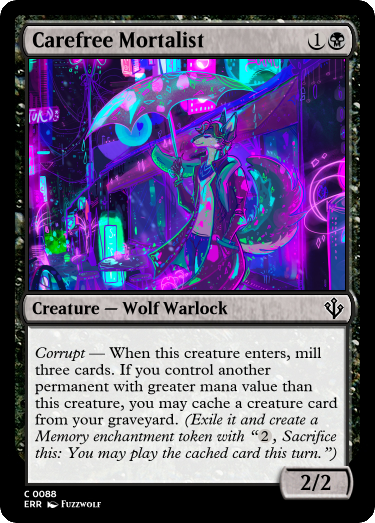 Carefree Mortalist 1
Creature — Wolf Warlock
Corrupt — When this creature enters, mill
three cards. If you control another
permanent with greater mana value than
this creature, you may cache a creature card
from your graveyard. (Exile it and create a
Memory enchantment token with “2, Sacrifice
this: You may play the cached card this turn.”)
2/2
C 0088
ERR Fuzzwolf